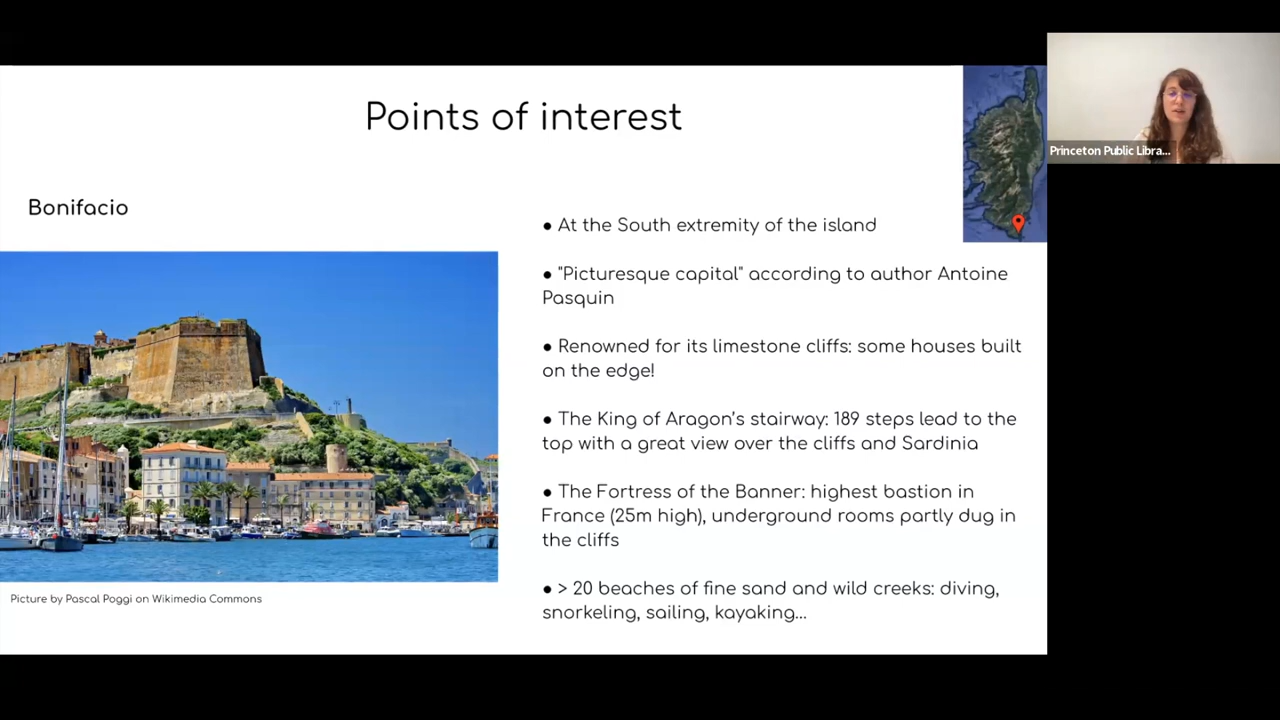 Points of interest
Princeton Public Libra...
Bonifacio
● At the South extremity of the island
● "Picturesque capital" according to author Antoine
Pasquin
● Renowned for its limestone cliffs: some houses built
on the edge!
● The King of Aragon's stairway: 189 steps lead to the
top with a great view over the cliffs and Sardinia
● The Fortress of the Banner: highest bastion in
France (25m high), underground rooms partly dug in
the cliffs
● > 20 beaches of fine sand and wild creeks: diving,
snorkeling, sailing, kayaking...
Picture by Pascal Poggi on Wikimedia Commons